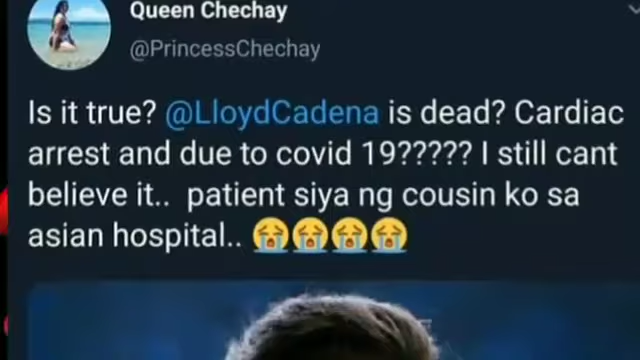 Queen Chechay
@PrincessChechay
Is it true? @LloydCadena is dead? Cardiac
arrest and due to covid 19????? I still cant
believe it.. patient siya ng cousin ko sa
asian hospital.. 😭😭😭😭